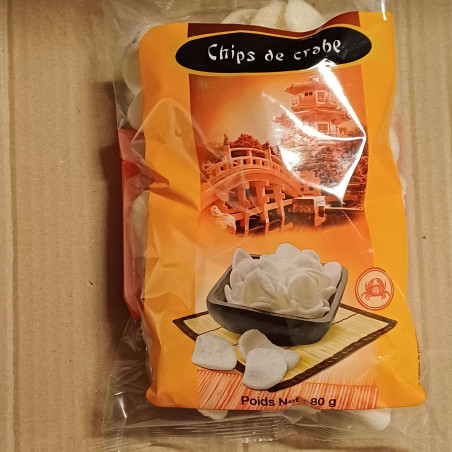 Chips de crabe
Poids Net : 80 g